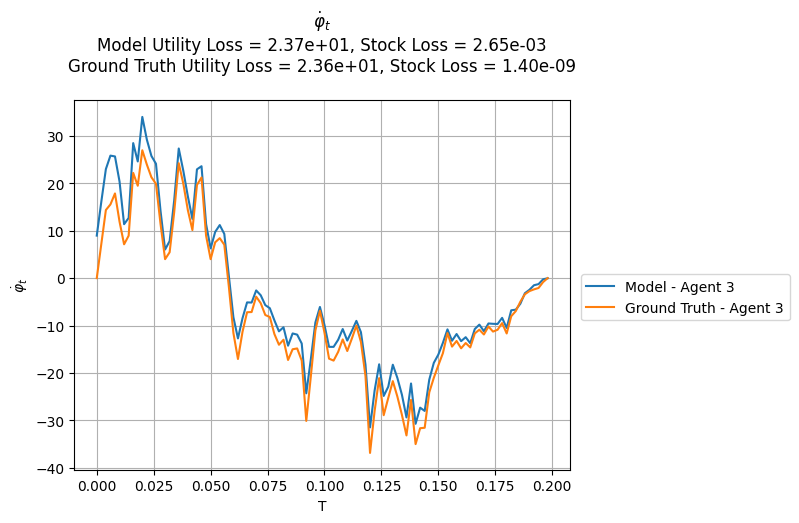 φ̇ₜ
Model Utility Loss = 2.37e+01, Stock Loss = 2.65e-03
Ground Truth Utility Loss = 2.36e+01, Stock Loss = 1.40e-09
φ̇ₜ
30
20
10
0
−10
−20
−30
−40
0.000
0.025
0.050
0.075
0.100
0.125
0.150
0.175
0.200
T
Model - Agent 3
Ground Truth - Agent 3